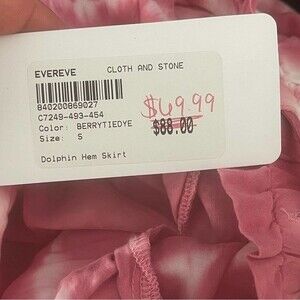 EVEREVE CLOTH AND STONE
840200869027
C7249-493-454
$69.99
Color: BERRYTIEDYE
$88.00
Size: S
Dolphin Hem Skirt